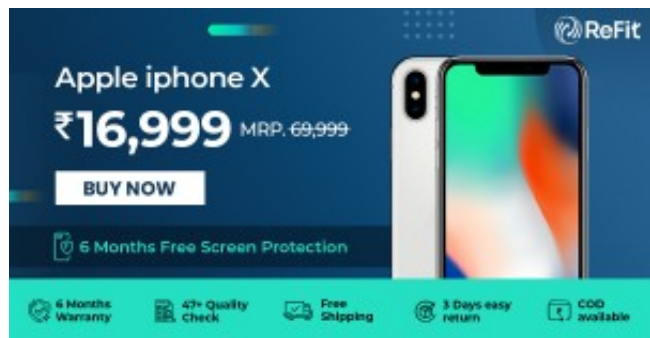 ReFit
Apple iphone X
₹16,999 MRP. 69,999
BUY NOW
6 Months Free Screen Protection
6 Months
Warranty
47+ Quality
Check
Free
Shipping
3 Days easy
return
COD
available